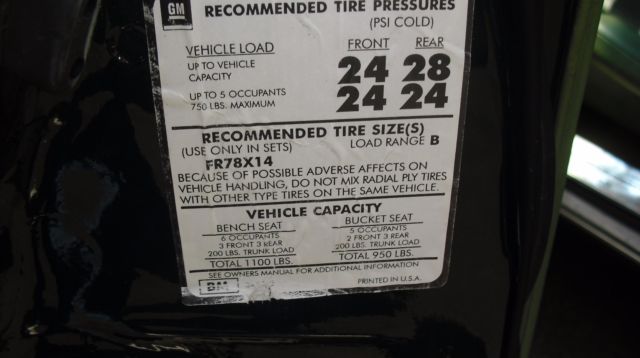 GM
RECOMMENDED TIRE PRESSURES
(PSI COLD)
VEHICLE LOAD FRONT REAR
UP TO VEHICLE CAPACITY 24 28
UP TO 5 OCCUPANTS 750 LBS. MAXIMUM 24 24
RECOMMENDED TIRE SIZE(S)
(USE ONLY IN SETS) LOAD RANGE B
FR78X14
BECAUSE OF POSSIBLE ADVERSE AFFECTS ON
VEHICLE HANDLING, DO NOT MIX RADIAL PLY TIRES
WITH OTHER TYPE TIRES ON THE SAME VEHICLE.
VEHICLE CAPACITY
BENCH SEAT BUCKET SEAT
6 OCCUPANTS 5 OCCUPANTS
3 FRONT 3 REAR 2 FRONT 3 REAR
200 LBS. TRUNK LOAD 200 LBS. TRUNK LOAD
TOTAL 1100 LBS. TOTAL 950 LBS.
SEE OWNERS MANUAL FOR ADDITIONAL INFORMATION
BM PRINTED IN U.S.A.